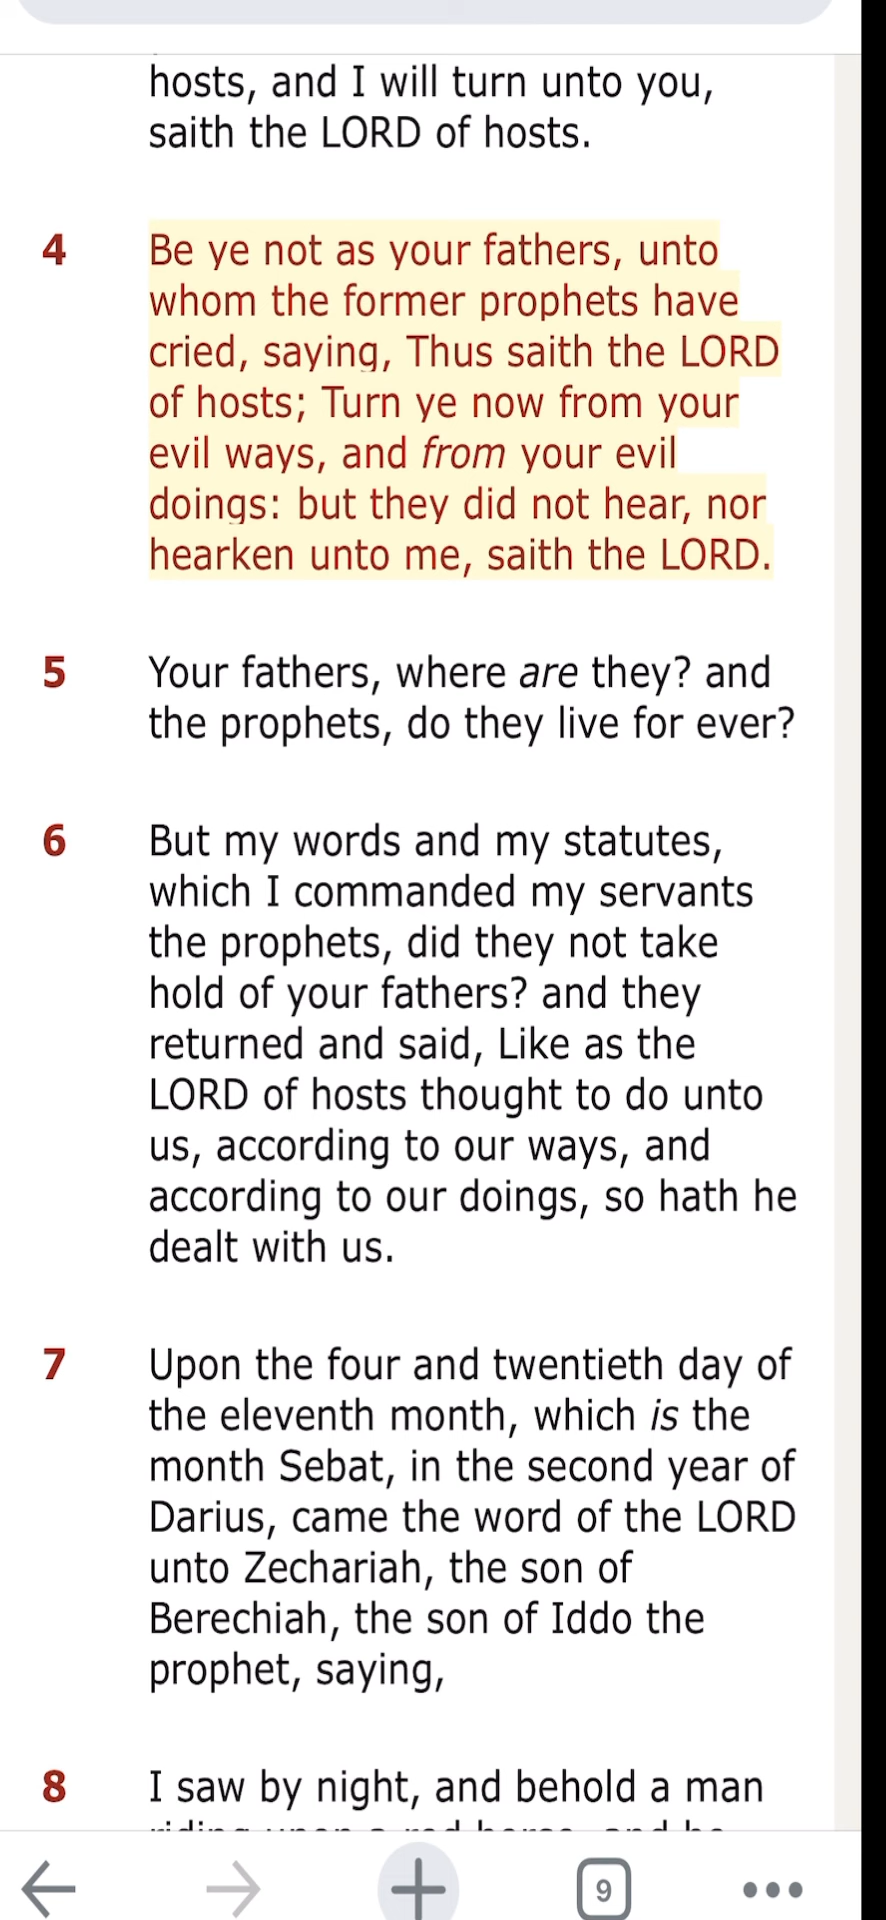 hosts, and I will turn unto you,
saith the LORD of hosts.
4 Be ye not as your fathers, unto
whom the former prophets have
cried, saying, Thus saith the LORD
of hosts; Turn ye now from your
evil ways, and from your evil
doings: but they did not hear, nor
hearken unto me, saith the LORD.
5 Your fathers, where are they? and
the prophets, do they live for ever?
6 But my words and my statutes,
which I commanded my servants
the prophets, did they not take
hold of your fathers? and they
returned and said, Like as the
LORD of hosts thought to do unto
us, according to our ways, and
according to our doings, so hath he
dealt with us.
7 Upon the four and twentieth day of
the eleventh month, which is the
month Sebat, in the second year of
Darius, came the word of the LORD
unto Zechariah, the son of
Berechiah, the son of Iddo the
prophet, saying,
8 I saw by night, and behold a man
riding upon a red horse, and he
9